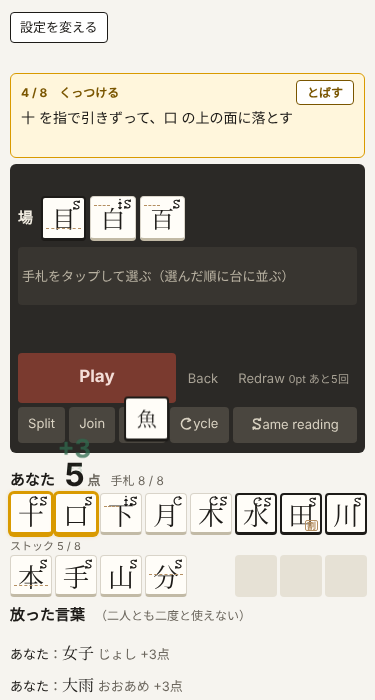 設定を変える
4 / 8 くっつける とばす
十 を指で引きずって、口 の上の面に落とす
場 目 S 白 iS 百 S
手札をタップして選ぶ（選んだ順に台に並ぶ）
Play Back Redraw 0pt あと5回
Split Join 魚 Cycle Same reading
+3
あなた 5 点 手札 8 / 8
十 CS 口 S 下 iS 月 C 木 CS 水 CS 田 CS 川 S
ストック 5 / 8
本 S 手 S 山 S 分 S
放った言葉 （二人とも二度と使えない）
あなた：女子 じょし +3点
あなた：大雨 おおあめ +3点